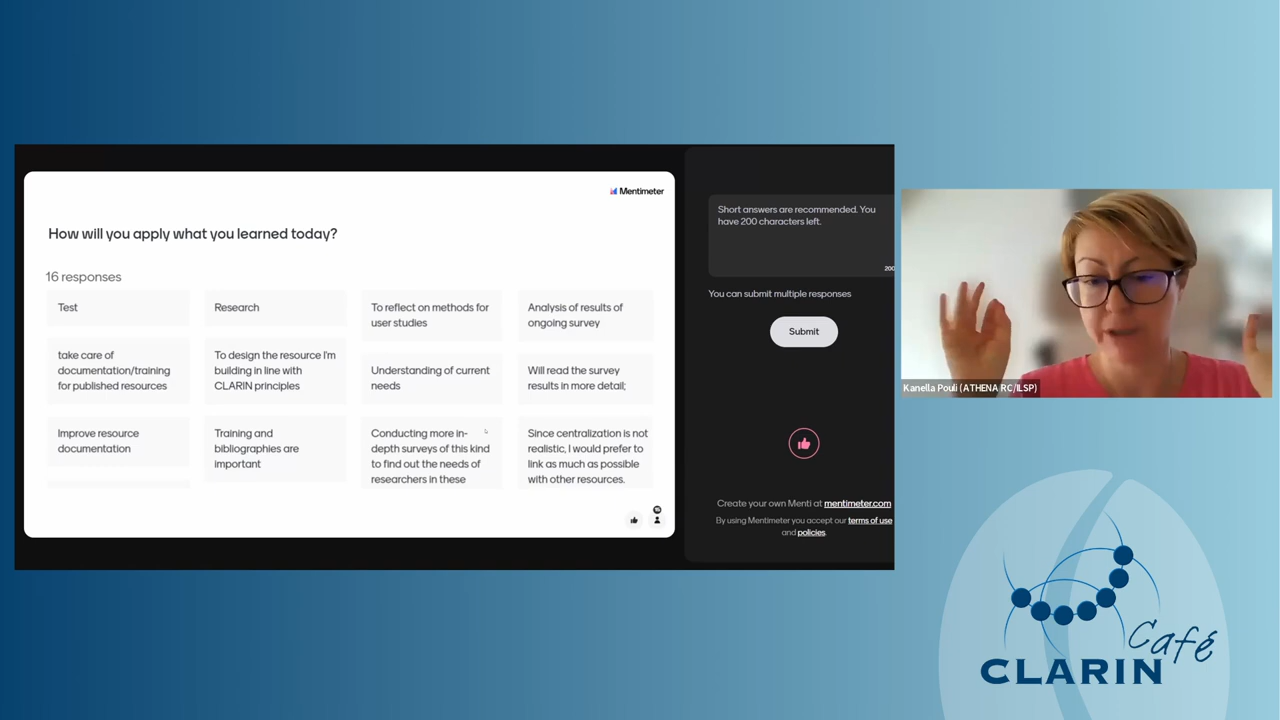 Mentimeter
How will you apply what you learned today?
16 responses
Test
Research
To reflect on methods for
user studies
Analysis of results of
ongoing survey
take care of
documentation/training
for published resources
To design the resource I'm
building in line with
CLARIN principles
Understanding of current
needs
Will read the survey
results in more detail;
Improve resource
documentation
Training and
bibliographies are
important
Conducting more in-
depth surveys of this kind
to find out the needs of
researchers in these
Since centralization is not
realistic, I would prefer to
link as much as possible
with other resources.
Short answers are recommended. You
have 200 characters left.
200
You can submit multiple responses
Submit
Create your own Menti at mentimeter.com
By using Mentimeter you accept our terms of use
and policies.
Kanella Pouli (ATHENA RC/ILSP)
Café
CLARIN